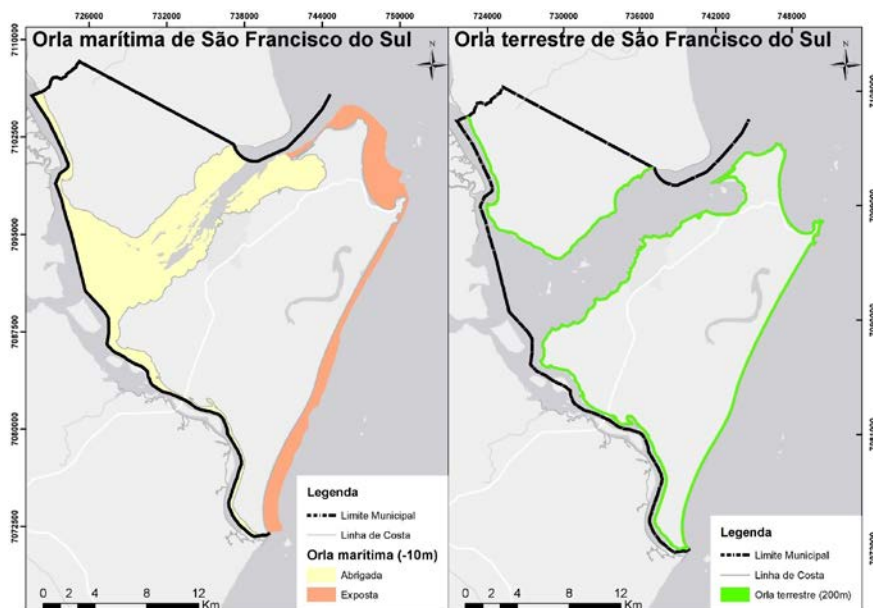 726000 732000 738000 744000 750000
Orla marítima de São Francisco do Sul
N
7110000
7102500
7095000
7087500
7080000
7072500
Legenda
Limite Municipal
Linha de Costa
Orla marítima (-10m)
Abrigada
Exposta
0 2 4 8 12
Km
724000 730000 736000 742000 748000
Orla terrestre de São Francisco do Sul
N
Legenda
Limite Municipal
Linha de Costa
Orla terrestre (200m)
0 2 4 8 12
Km